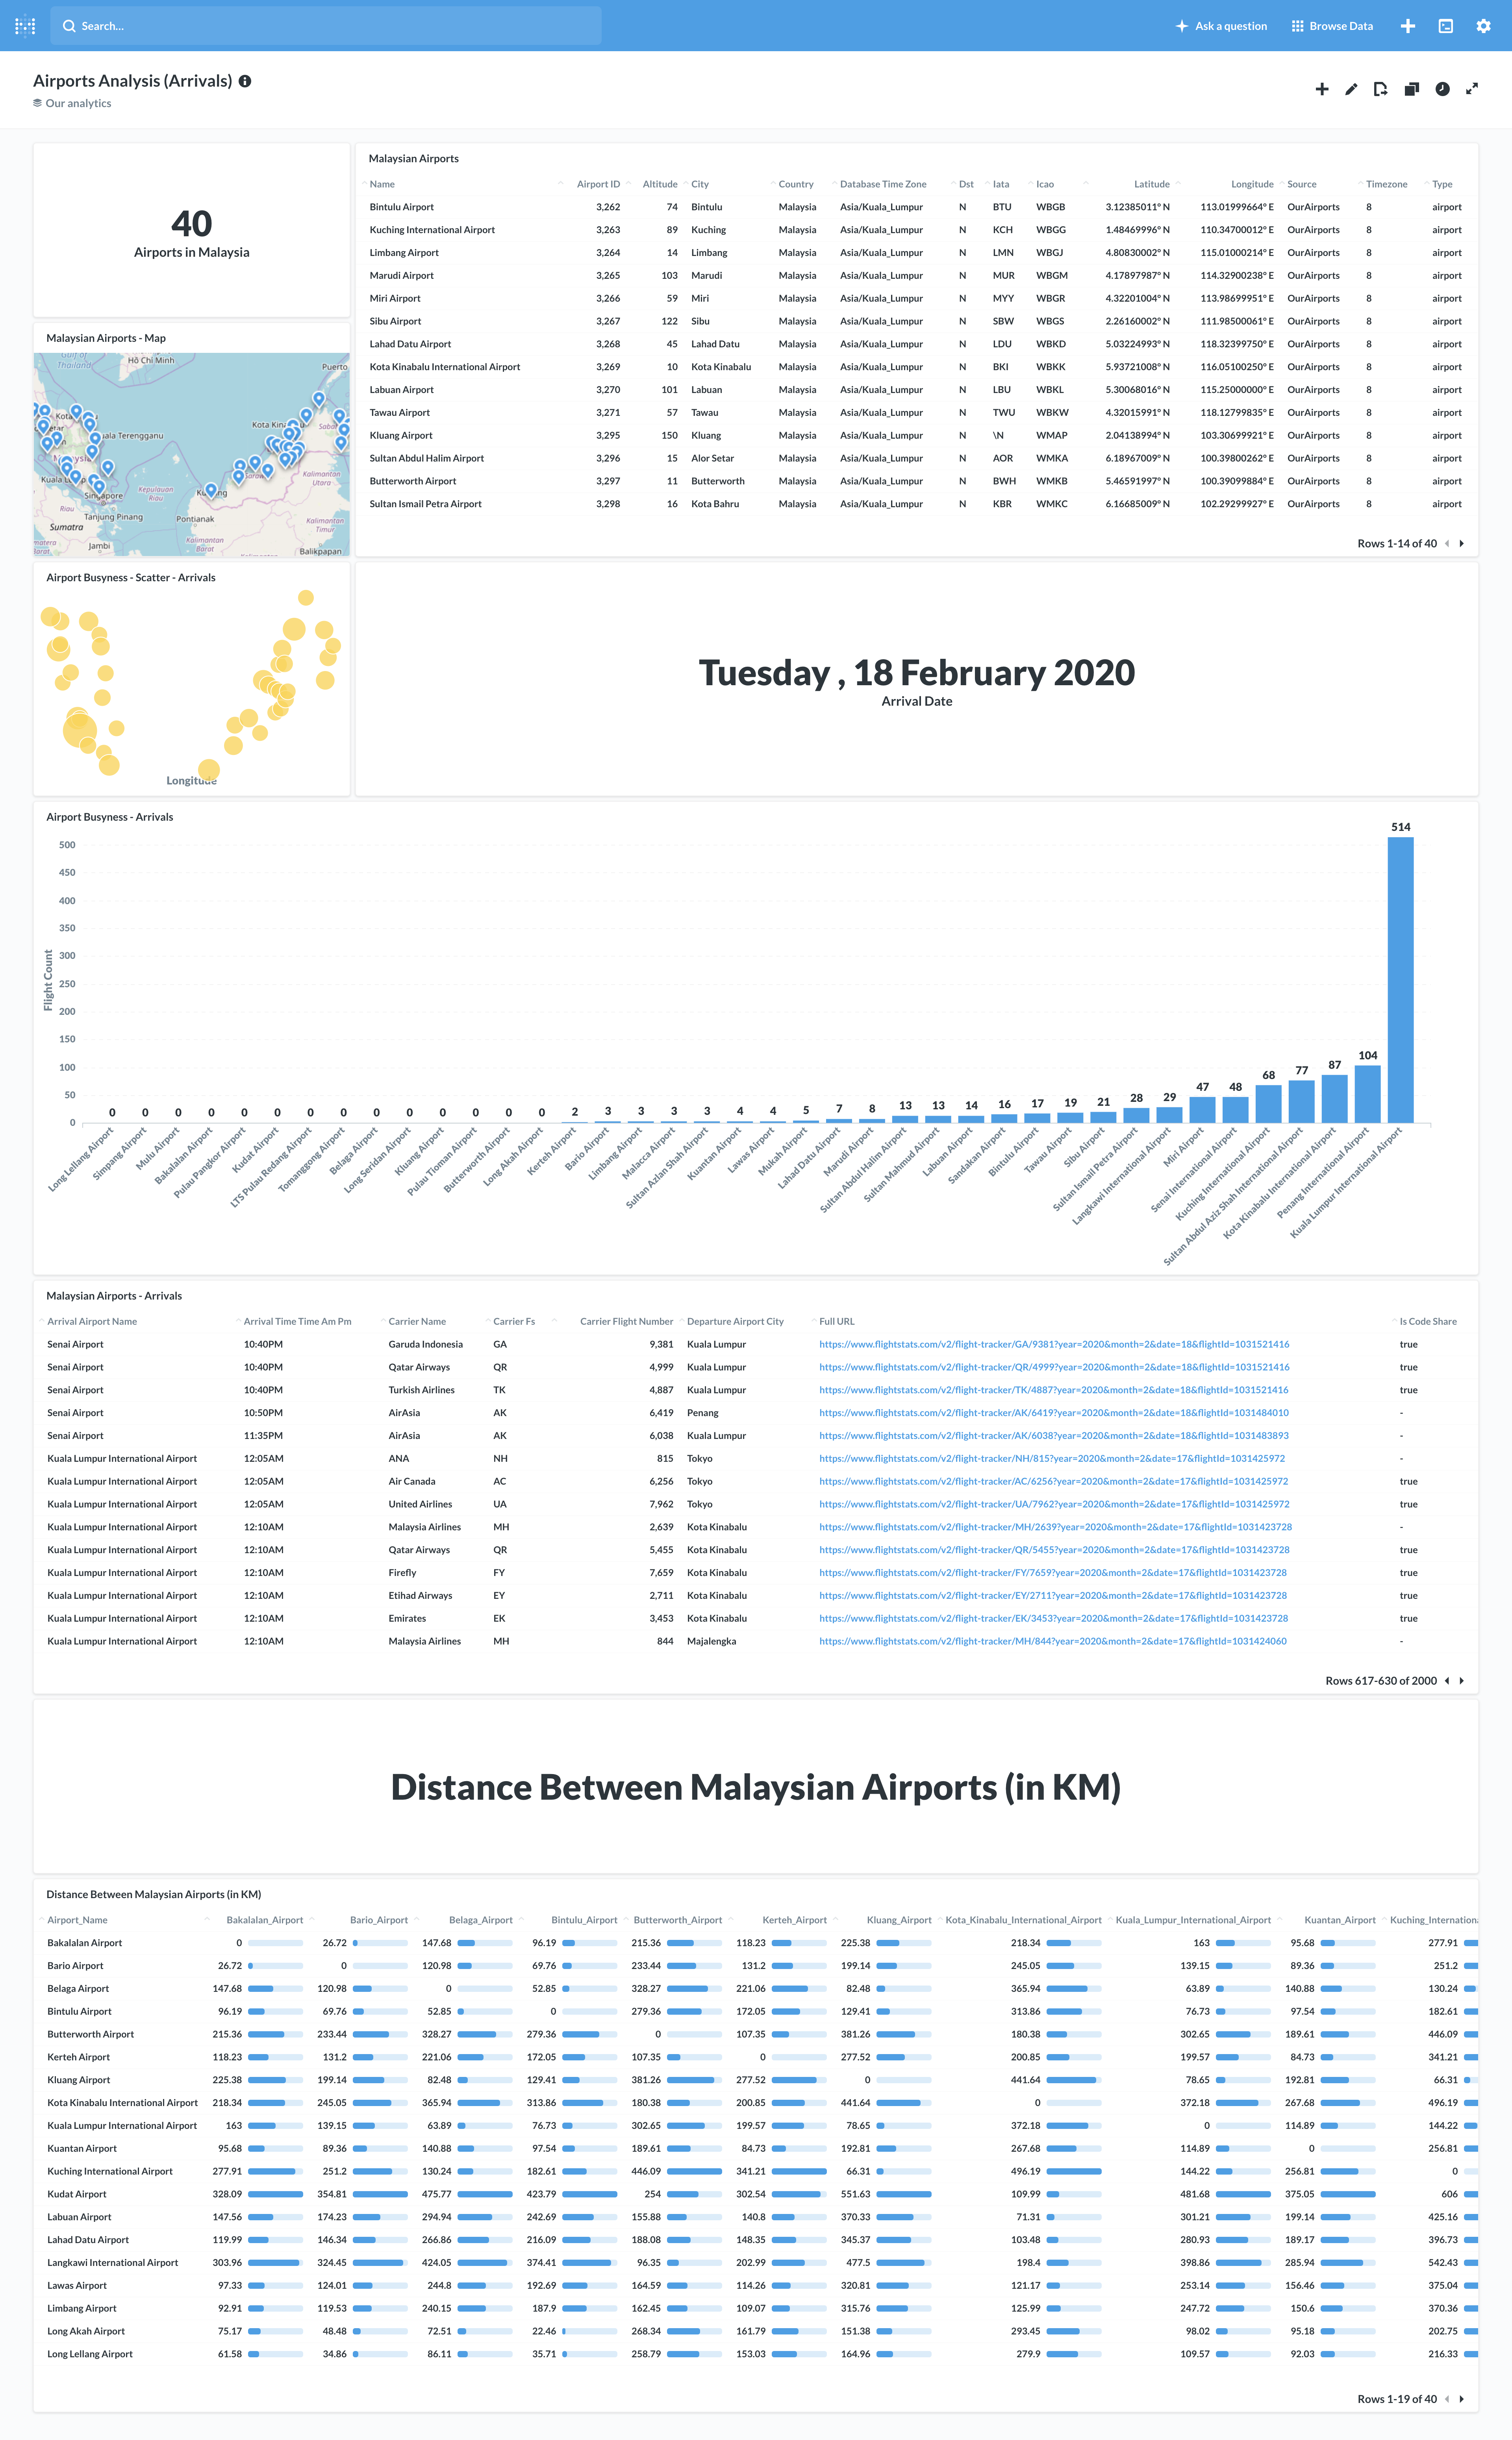 Search...
Ask a question
Browse Data
Airports Analysis (Arrivals)
Our analytics
40
Airports in Malaysia
Malaysian Airports
Name Airport ID Altitude City Country Database Time Zone Dst Iata Icao Latitude Longitude Source Timezone Type
Bintulu Airport 3,262 74 Bintulu Malaysia Asia/Kuala_Lumpur N BTU WBGB 3.12385011° N 113.01999664° E OurAirports 8 airport
Kuching International Airport 3,263 89 Kuching Malaysia Asia/Kuala_Lumpur N KCH WBGG 1.48469996° N 110.34700012° E OurAirports 8 airport
Limbang Airport 3,264 14 Limbang Malaysia Asia/Kuala_Lumpur N LMN WBGJ 4.80830002° N 115.01000214° E OurAirports 8 airport
Marudi Airport 3,265 103 Marudi Malaysia Asia/Kuala_Lumpur N MUR WBGM 4.17897987° N 114.32900238° E OurAirports 8 airport
Miri Airport 3,266 59 Miri Malaysia Asia/Kuala_Lumpur N MYY WBGR 4.32201004° N 113.98699951° E OurAirports 8 airport
Sibu Airport 3,267 122 Sibu Malaysia Asia/Kuala_Lumpur N SBW WBGS 2.26160002° N 111.98500061° E OurAirports 8 airport
Lahad Datu Airport 3,268 45 Lahad Datu Malaysia Asia/Kuala_Lumpur N LDU WBKD 5.03224993° N 118.32399750° E OurAirports 8 airport
Kota Kinabalu International Airport 3,269 10 Kota Kinabalu Malaysia Asia/Kuala_Lumpur N BKI WBKK 5.93721008° N 116.05100250° E OurAirports 8 airport
Labuan Airport 3,270 101 Labuan Malaysia Asia/Kuala_Lumpur N LBU WBKL 5.30068016° N 115.25000000° E OurAirports 8 airport
Tawau Airport 3,271 57 Tawau Malaysia Asia/Kuala_Lumpur N TWU WBKW 4.32015991° N 118.12799835° E OurAirports 8 airport
Kluang Airport 3,295 150 Kluang Malaysia Asia/Kuala_Lumpur N \N WMAP 2.04138994° N 103.30699921° E OurAirports 8 airport
Sultan Abdul Halim Airport 3,296 15 Alor Setar Malaysia Asia/Kuala_Lumpur N AOR WMKA 6.18967009° N 100.39800262° E OurAirports 8 airport
Butterworth Airport 3,297 11 Butterworth Malaysia Asia/Kuala_Lumpur N BWH WMKB 5.46591997° N 100.39099884° E OurAirports 8 airport
Sultan Ismail Petra Airport 3,298 16 Kota Bahru Malaysia Asia/Kuala_Lumpur N KBR WMKC 6.16685009° N 102.29299927° E OurAirports 8 airport
Rows 1-14 of 40
Malaysian Airports - Map
Gulf of
Thailand
Hồ Chí Minh
Puerto
Terengganu
Singapore
Kepulauan
Riau
Riau
Tanjung Pinang
Sumatra
Jambi
Pontianak
Kalimantan
Utara
Kalimantan
Timur
Kalimantan
Barat
Balikpapan
Airport Busyness - Scatter - Arrivals
Longitude
Tuesday , 18 February 2020
Arrival Date
Airport Busyness - Arrivals
Flight Count
500
450
400
350
300
250
200
150
100
50
0
0 0 0 0 0 0 0 0 0 0 0 0 0 0 2 3 3 3 3 4 4 5 7 8 13 13 14 16 17 19 21 28 29 47 48 68 77 87 104 514
Long Lellang Airport
Simpang Airport
Mulu Airport
Bakalalan Airport
Pulau Pangkor Airport
Kudat Airport
LTS Pulau Redang Airport
Tomanggong Airport
Belaga Airport
Long Seridan Airport
Kluang Airport
Pulau Tioman Airport
Butterworth Airport
Long Akah Airport
Kerteh Airport
Bario Airport
Limbang Airport
Malacca Airport
Sultan Azlan Shah Airport
Kuantan Airport
Lawas Airport
Mukah Airport
Lahad Datu Airport
Marudi Airport
Sultan Abdul Halim Airport
Sultan Mahmud Airport
Labuan Airport
Sandakan Airport
Bintulu Airport
Tawau Airport
Sibu Airport
Sultan Ismail Petra Airport
Langkawi International Airport
Miri Airport
Senai International Airport
Kuching International Airport
Sultan Abdul Aziz Shah International Airport
Kota Kinabalu International Airport
Penang International Airport
Kuala Lumpur International Airport
Malaysian Airports - Arrivals
Arrival Airport Name Arrival Time Time Am Pm Carrier Name Carrier Fs Carrier Flight Number Departure Airport City Full URL Is Code Share
Senai Airport 10:40PM Garuda Indonesia GA 9,381 Kuala Lumpur https://www.flightstats.com/v2/flight-tracker/GA/9381?year=2020&month=2&date=18&flightId=1031521416 true
Senai Airport 10:40PM Qatar Airways QR 4,999 Kuala Lumpur https://www.flightstats.com/v2/flight-tracker/QR/4999?year=2020&month=2&date=18&flightId=1031521416 true
Senai Airport 10:40PM Turkish Airlines TK 4,887 Kuala Lumpur https://www.flightstats.com/v2/flight-tracker/TK/4887?year=2020&month=2&date=18&flightId=1031521416 true
Senai Airport 10:50PM AirAsia AK 6,419 Penang https://www.flightstats.com/v2/flight-tracker/AK/6419?year=2020&month=2&date=18&flightId=1031484010 -
Senai Airport 11:35PM AirAsia AK 6,038 Kuala Lumpur https://www.flightstats.com/v2/flight-tracker/AK/6038?year=2020&month=2&date=18&flightId=1031483893 -
Kuala Lumpur International Airport 12:05AM ANA NH 815 Tokyo https://www.flightstats.com/v2/flight-tracker/NH/815?year=2020&month=2&date=17&flightId=1031425972 -
Kuala Lumpur International Airport 12:05AM Air Canada AC 6,256 Tokyo https://www.flightstats.com/v2/flight-tracker/AC/6256?year=2020&month=2&date=17&flightId=1031425972 true
Kuala Lumpur International Airport 12:05AM United Airlines UA 7,962 Tokyo https://www.flightstats.com/v2/flight-tracker/UA/7962?year=2020&month=2&date=17&flightId=1031425972 true
Kuala Lumpur International Airport 12:10AM Malaysia Airlines MH 2,639 Kota Kinabalu https://www.flightstats.com/v2/flight-tracker/MH/2639?year=2020&month=2&date=17&flightId=1031423728 -
Kuala Lumpur International Airport 12:10AM Qatar Airways QR 5,455 Kota Kinabalu https://www.flightstats.com/v2/flight-tracker/QR/5455?year=2020&month=2&date=17&flightId=1031423728 true
Kuala Lumpur International Airport 12:10AM Firefly FY 7,659 Kota Kinabalu https://www.flightstats.com/v2/flight-tracker/FY/7659?year=2020&month=2&date=17&flightId=1031423728 true
Kuala Lumpur International Airport 12:10AM Etihad Airways EY 2,711 Kota Kinabalu https://www.flightstats.com/v2/flight-tracker/EY/2711?year=2020&month=2&date=17&flightId=1031423728 true
Kuala Lumpur International Airport 12:10AM Emirates EK 3,453 Kota Kinabalu https://www.flightstats.com/v2/flight-tracker/EK/3453?year=2020&month=2&date=17&flightId=1031423728 true
Kuala Lumpur International Airport 12:10AM Malaysia Airlines MH 844 Majalengka https://www.flightstats.com/v2/flight-tracker/MH/844?year=2020&month=2&date=17&flightId=1031424060 -
Rows 617-630 of 2000
Distance Between Malaysian Airports (in KM)
Distance Between Malaysian Airports (in KM)
Airport_Name Bakalalan_Airport Bario_Airport Belaga_Airport Bintulu_Airport Butterworth_Airport Kerteh_Airport Kluang_Airport Kota_Kinabalu_International_Airport Kuala_Lumpur_International_Airport Kuantan_Airport Kuching_Internationa
Bakalalan Airport 0 26.72 147.68 96.19 215.36 118.23 225.38 218.34 163 95.68 277.91
Bario Airport 26.72 0 120.98 69.76 233.44 131.2 199.14 245.05 139.15 89.36 251.2
Belaga Airport 147.68 120.98 0 52.85 328.27 221.06 82.48 365.94 63.89 140.88 130.24
Bintulu Airport 96.19 69.76 52.85 0 279.36 172.05 129.41 313.86 76.73 97.54 182.61
Butterworth Airport 215.36 233.44 328.27 279.36 0 107.35 381.26 180.38 302.65 189.61 446.09
Kerteh Airport 118.23 131.2 221.06 172.05 107.35 0 277.52 200.85 199.57 84.73 341.21
Kluang Airport 225.38 199.14 82.48 129.41 381.26 277.52 0 441.64 78.65 192.81 66.31
Kota Kinabalu International Airport 218.34 245.05 365.94 313.86 180.38 200.85 441.64 0 372.18 267.68 496.19
Kuala Lumpur International Airport 163 139.15 63.89 76.73 302.65 199.57 78.65 372.18 0 114.89 144.22
Kuantan Airport 95.68 89.36 140.88 97.54 189.61 84.73 192.81 267.68 114.89 0 256.81
Kuching International Airport 277.91 251.2 130.24 182.61 446.09 341.21 66.31 496.19 144.22 256.81 0
Kudat Airport 328.09 354.81 475.77 423.79 254 302.54 551.63 109.99 481.68 375.05 606
Labuan Airport 147.56 174.23 294.94 242.69 155.88 140.8 370.33 71.31 301.21 199.14 425.16
Lahad Datu Airport 119.99 146.34 266.86 216.09 188.08 148.35 345.37 103.48 280.93 189.17 396.73
Langkawi International Airport 303.96 324.45 424.05 374.41 96.35 202.99 477.5 198.4 398.86 285.94 542.43
Lawas Airport 97.33 124.01 244.8 192.69 164.59 114.26 320.81 121.17 253.14 156.46 375.04
Limbang Airport 92.91 119.53 240.15 187.9 162.45 109.07 315.76 125.99 247.72 150.6 370.36
Long Akah Airport 75.17 48.48 72.51 22.46 268.34 161.79 151.38 293.45 98.02 95.18 202.75
Long Lellang Airport 61.58 34.86 86.11 35.71 258.79 153.03 164.96 279.9 109.57 92.03 216.33
Rows 1-19 of 40